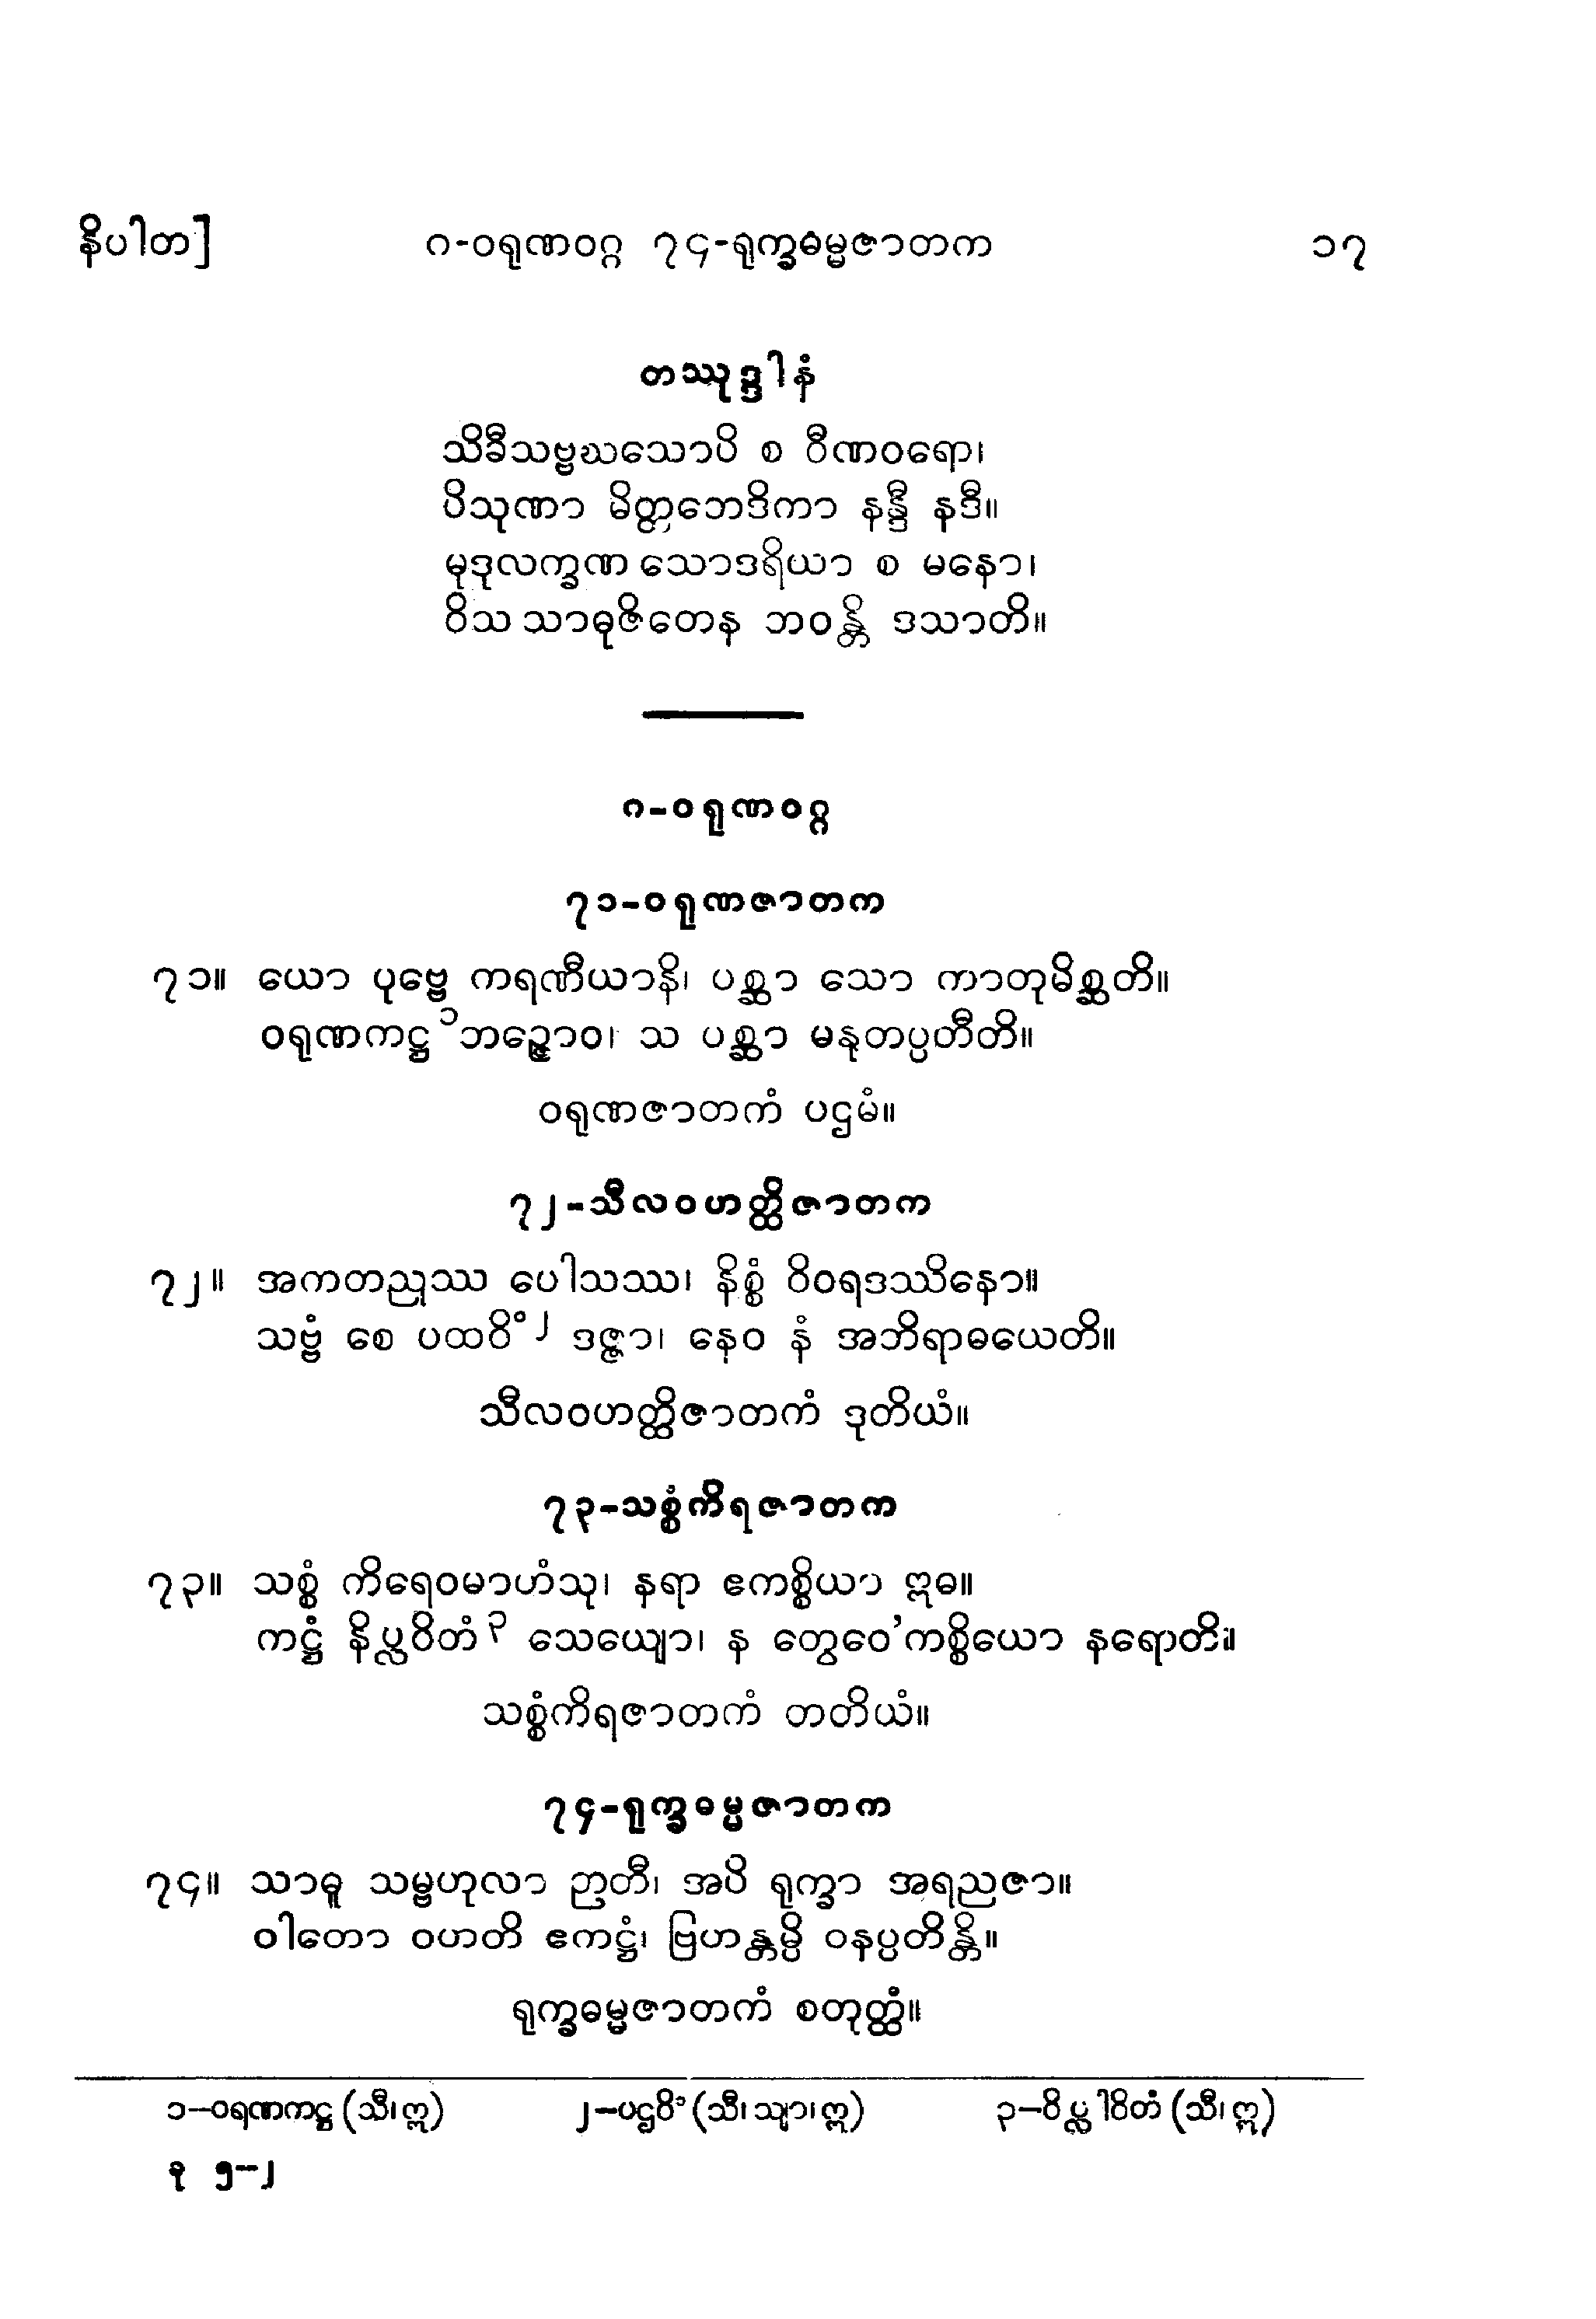 နိပါတ]
ဂ-ဝရုဏဝဂ္ဂ ၇၄-ရုက္ခဓမ္မဇာတက
၁၇
တဿုဒ္ဒါနံ
သိခီသဗ္ဗဃသောပိ စ ဝီဏဝရော၊
ပိသုဏာ မိတ္တဘေဒိကာ နန္ဒီ နဒီ။
မုဒုလက္ခဏ သောဒရိယာ စ မနော၊
ဝိသ သာဓုဇိတေန ဘဝန္တိ ဒသာတိ။
ဂ-ဝရုဏဝဂ္ဂ
၇၁-ဝရုဏဇာတက
၇၁။ ယော ပုဗ္ဗေ ကရဏီယာနိ၊ ပစ္ဆာ သော ကာတုမိစ္ဆတိ။
ဝရုဏကဋ္ဌ ၁ဘဉ္ဇောဝ၊ သ ပစ္ဆာ မနုတပ္ပတီတိ။
ဝရုဏဇာတကံ ပဌမံ။
၇၂-သီလဝဟတ္ထိဇာတက
၇၂။ အကတညုဿ ပေါသဿ၊ နိစ္စံ ဝိဝရဒဿိနော။
သဗ္ဗံ စေ ပထဝိံ ၂ ဒဇ္ဇာ၊ နေဝ နံ အဘိရာဓယေတိ။
သီလဝဟတ္ထိဇာတကံ ဒုတိယံ။
၇၃-သစ္စံကိရဇာတက
၇၃။ သစ္စံ ကိရေဝမာဟံသု၊ နရာ ဧကစ္စိယာ ဣဓ။
ကဋ္ဌံ နိပ္လဝိတံ ၃ သေယျော၊ န တွေဝေ’ကစ္စိယော နရောတိ။
သစ္စံကိရဇာတကံ တတိယံ။
၇၄-ရုက္ခဓမ္မဇာတက
၇၄။ သာဓူ သမ္ဗဟုလာ ဉာတီ၊ အပိ ရုက္ခာ အရညဇာ။
ဝါတော ဝဟတိ ဧကဋ္ဌံ၊ ဗြဟန္တမ္ပိ ဝနပ္ပတိန္တိ။
ရုက္ခဓမ္မဇာတကံ စတုတ္ထံ။
၁-ဝရဏကဋ္ဌ (သီ၊ ဣ) ၂-ပဌဝိံ (သီ၊ သျာ၊ ဣ) ၃-ဝိပ္လာဝိတံ (သီ၊ ဣ)
ခု ၅-၂